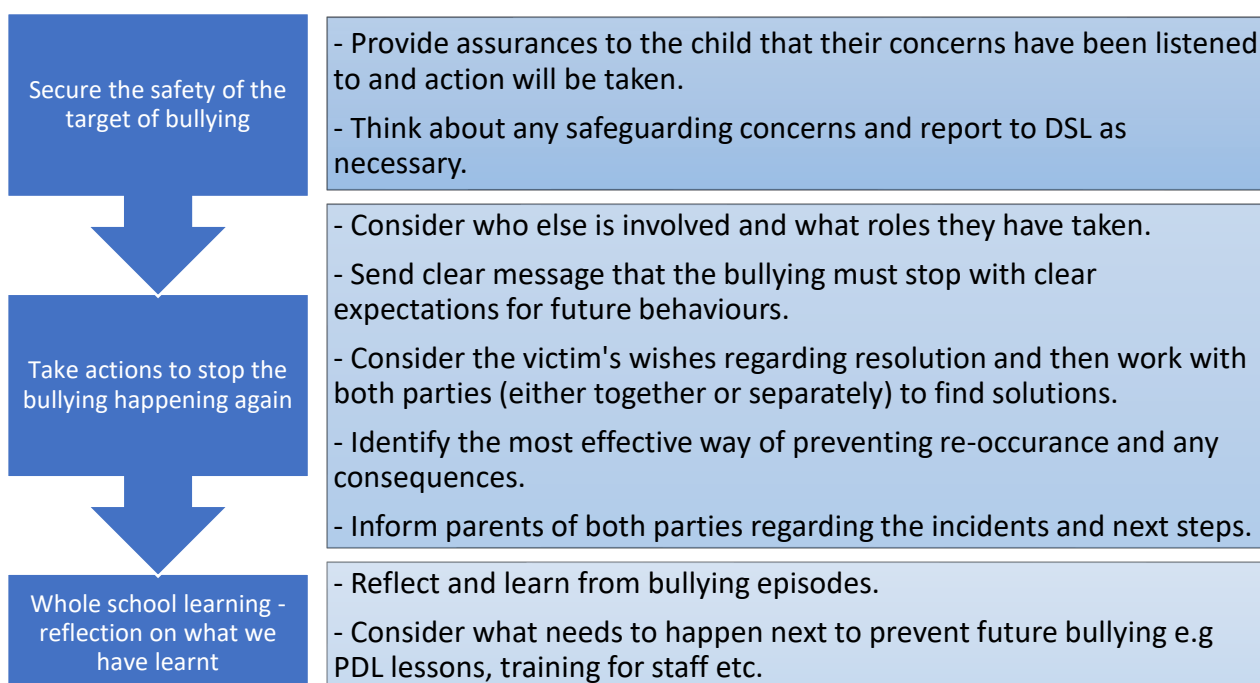 Secure the safety of the
target of bullying
- Provide assurances to the child that their concerns have been listened
to and action will be taken.
- Think about any safeguarding concerns and report to DSL as
necessary.
Take actions to stop the
bullying happening again
- Consider who else is involved and what roles they have taken.
- Send clear message that the bullying must stop with clear
expectations for future behaviours.
- Consider the victim's wishes regarding resolution and then work with
both parties (either together or separately) to find solutions.
- Identify the most effective way of preventing re-occurance and any
consequences.
- Inform parents of both parties regarding the incidents and next steps.
Whole school learning -
reflection on what we
have learnt
- Reflect and learn from bullying episodes.
- Consider what needs to happen next to prevent future bullying e.g
PDL lessons, training for staff etc.